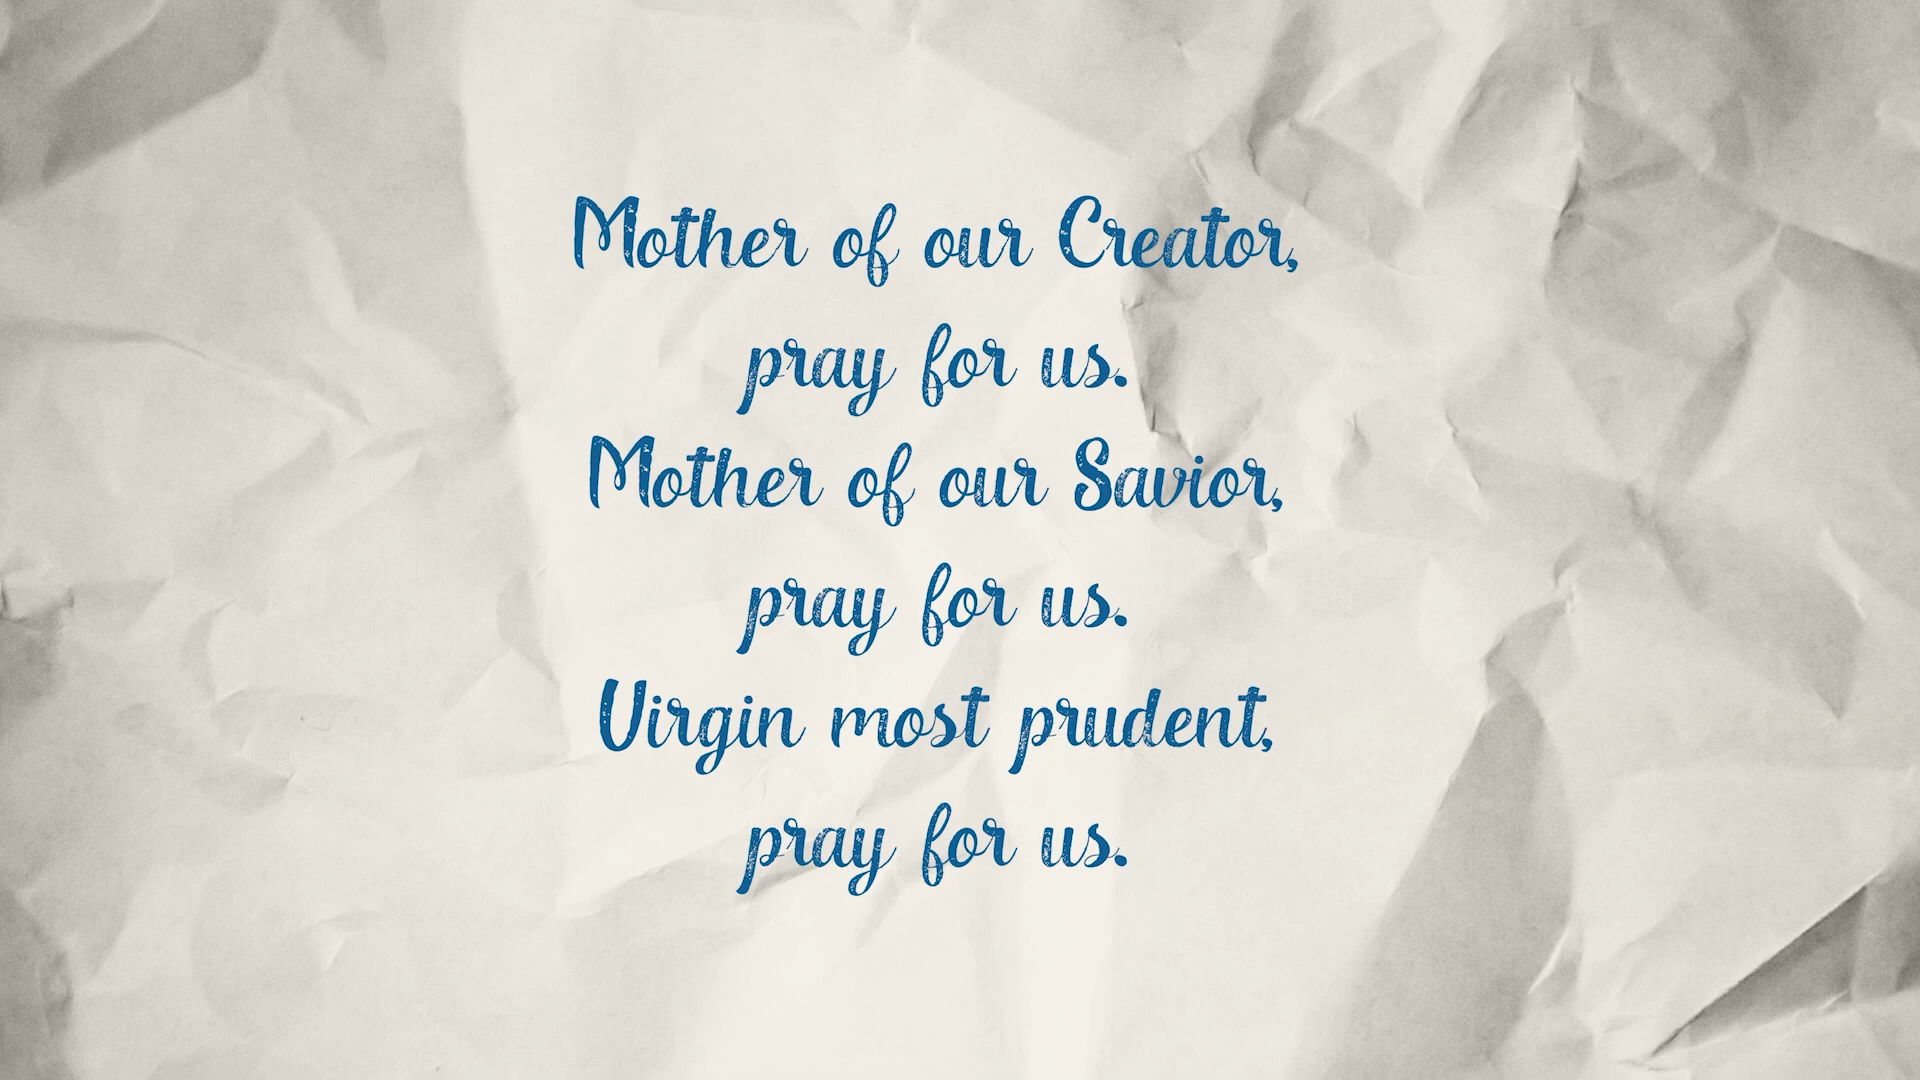 Mother of our Creator,
pray for us.
Mother of our Savior,
pray for us.
Virgin most prudent,
pray for us.